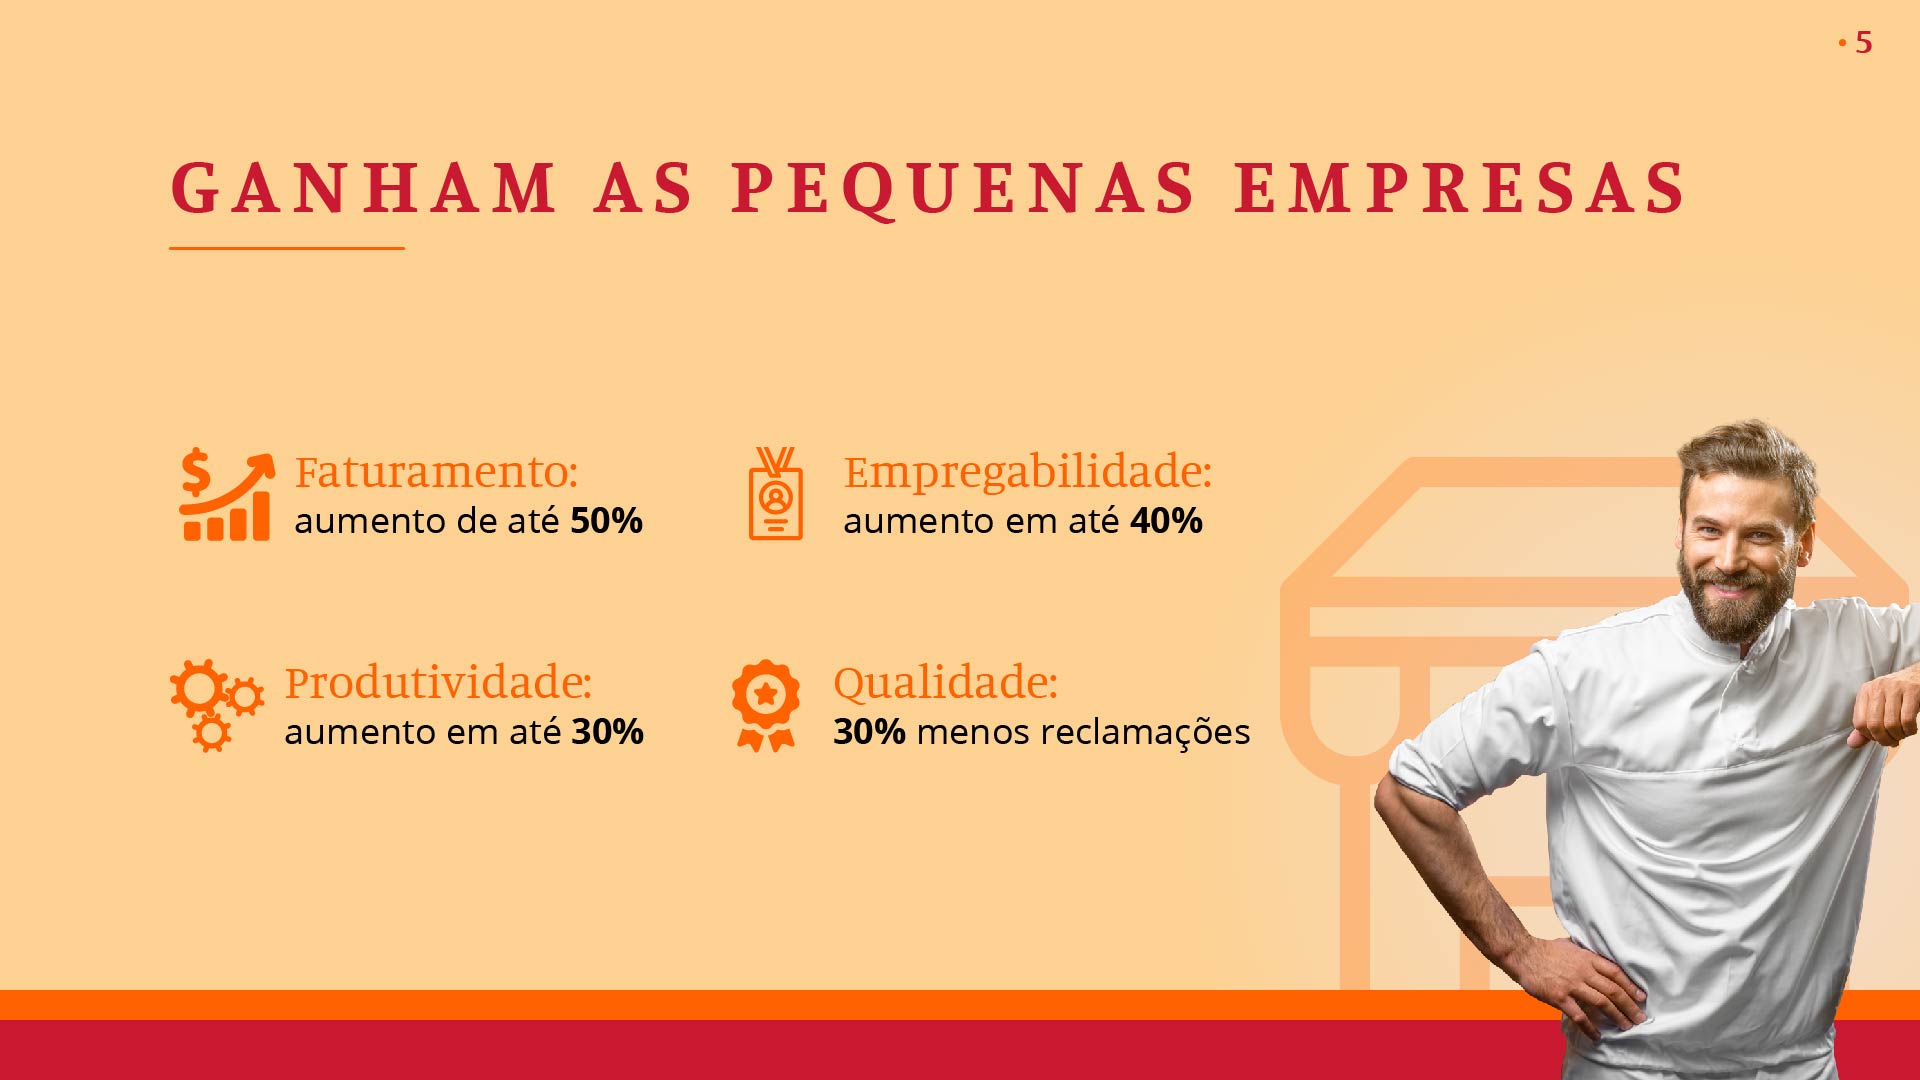 • 5
GANHAM AS PEQUENAS EMPRESAS
$
Faturamento:
aumento de até 50%
Empregabilidade:
aumento em até 40%
Produtividade:
aumento em até 30%
Qualidade:
30% menos reclamações